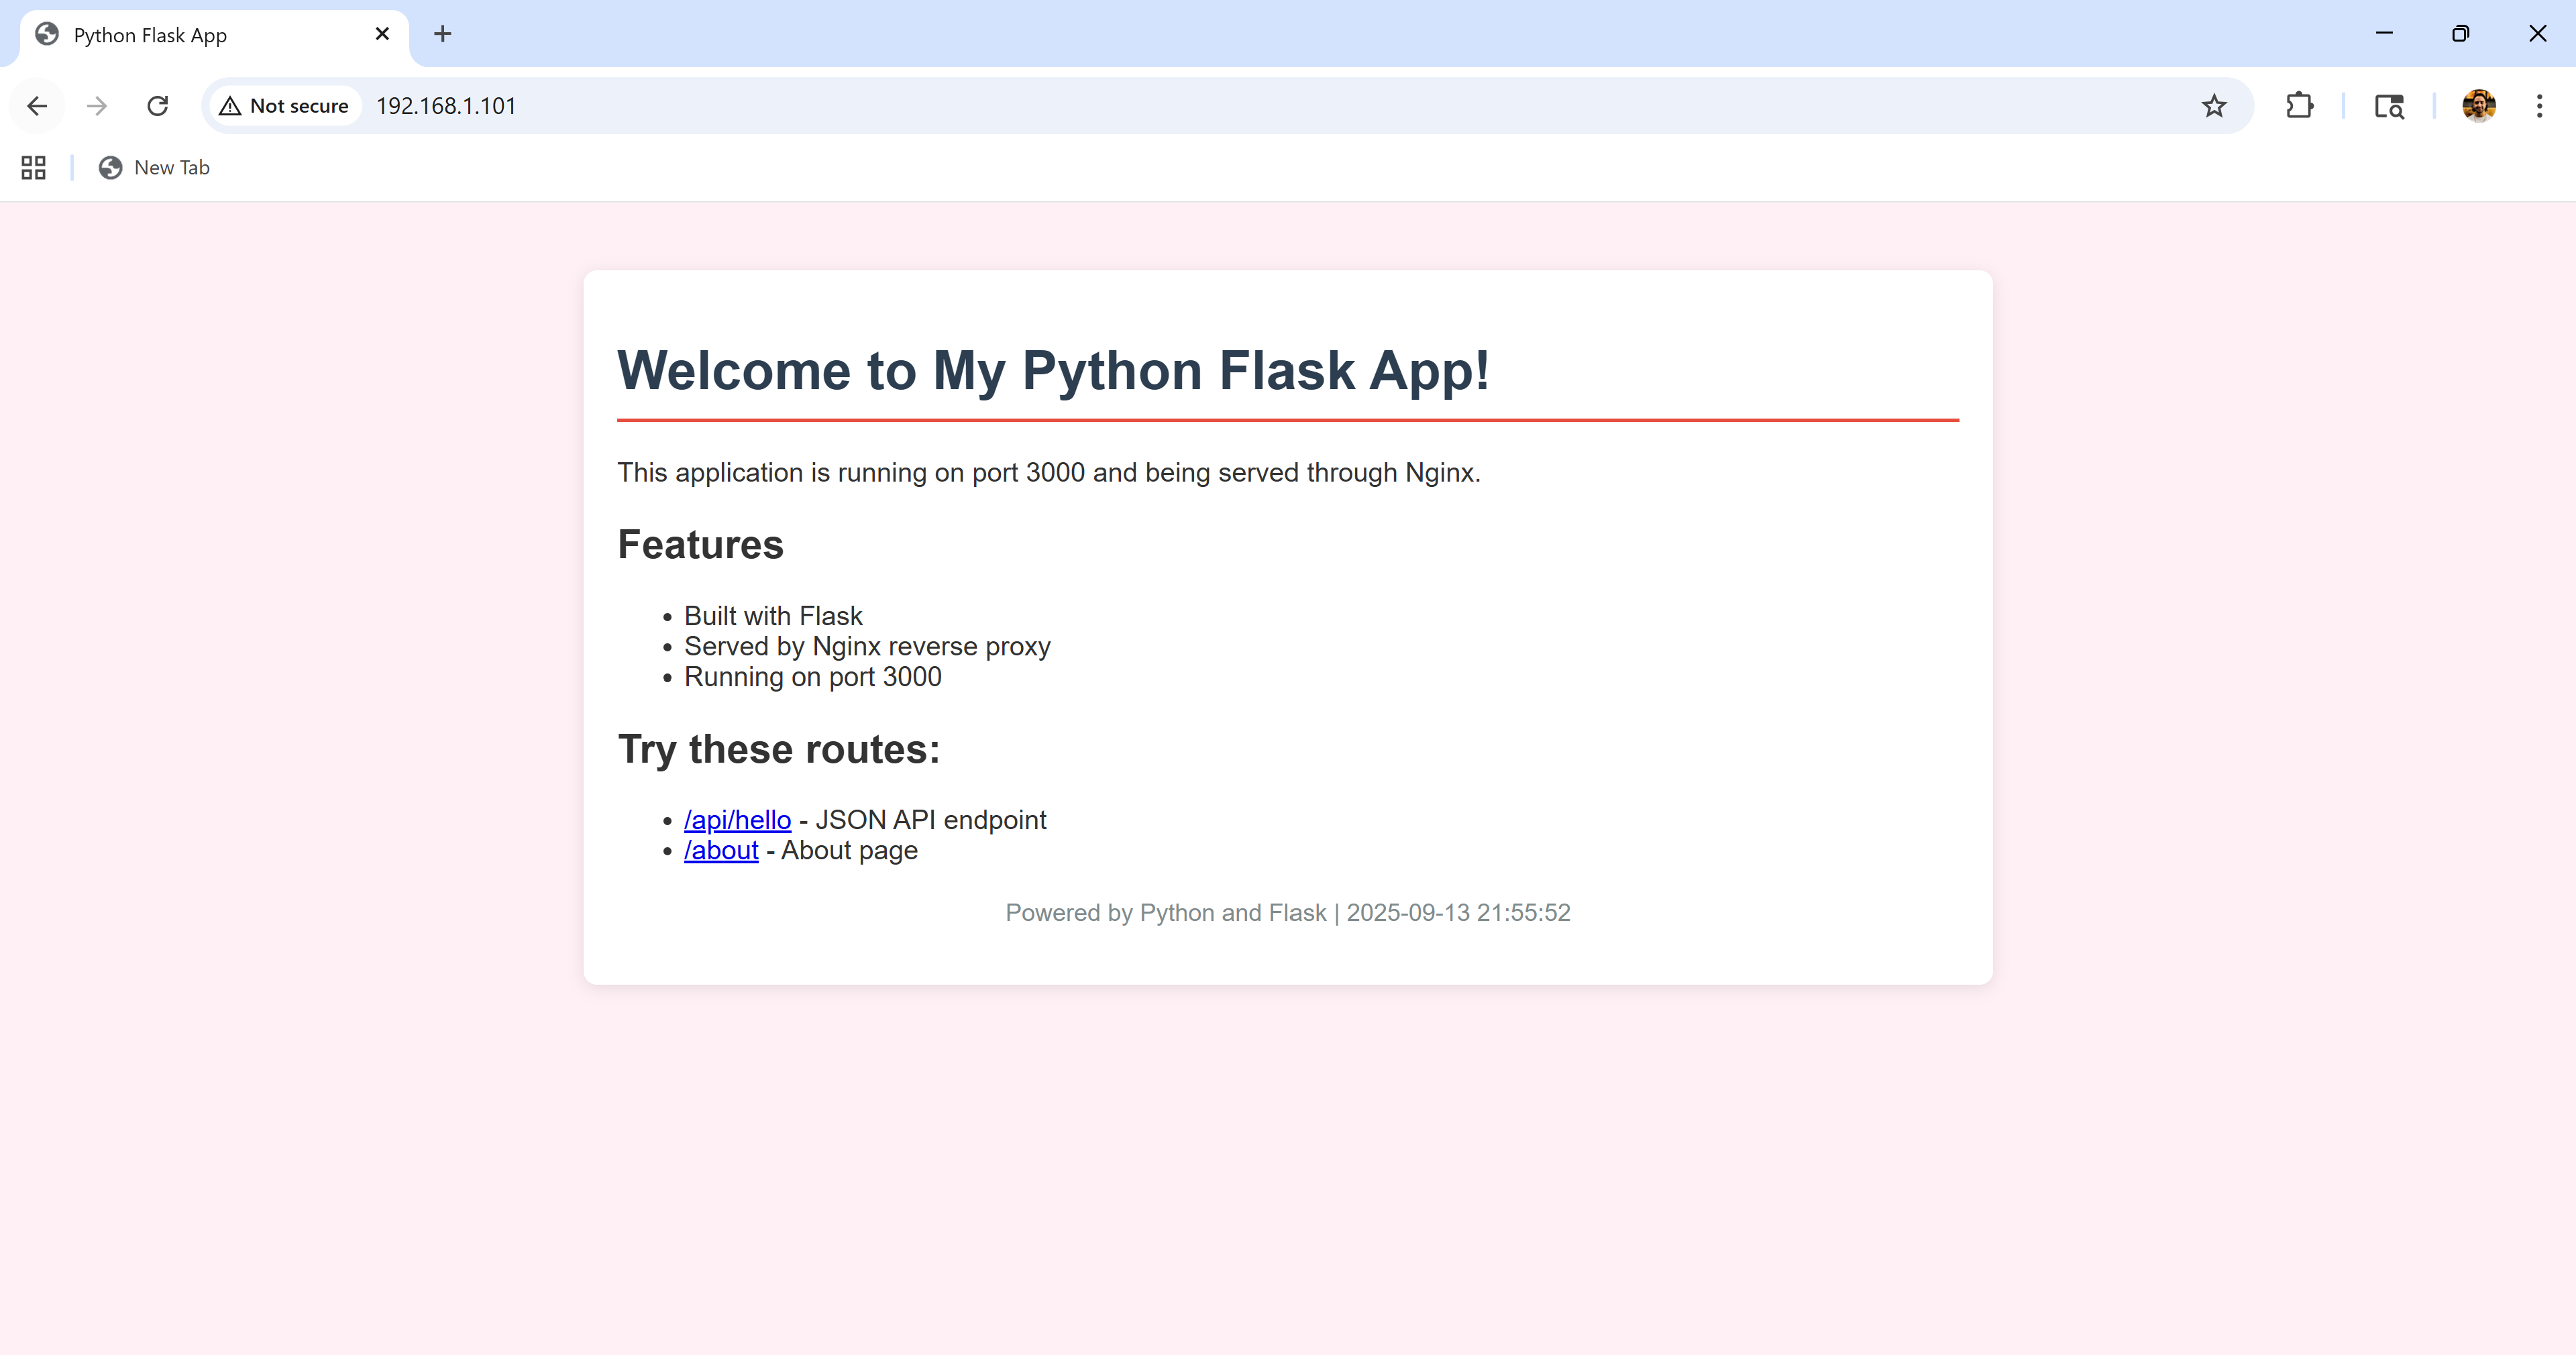 Python Flask App
Not secure 192.168.1.101
New Tab
Welcome to My Python Flask App!
This application is running on port 3000 and being served through Nginx.
Features
• Built with Flask
• Served by Nginx reverse proxy
• Running on port 3000
Try these routes:
• /api/hello - JSON API endpoint
• /about - About page
Powered by Python and Flask | 2025-09-13 21:55:52